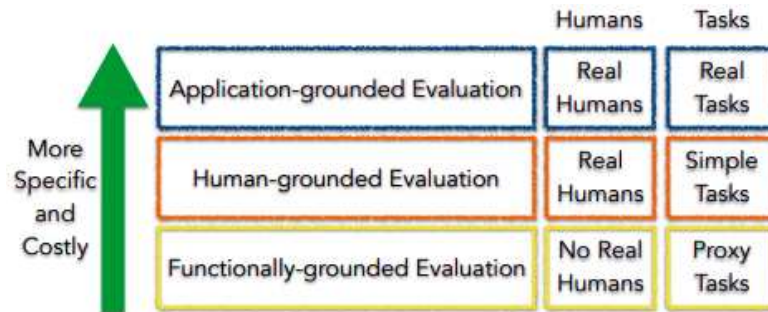 Humans Tasks
Application-grounded Evaluation
Real
Humans
Real
Tasks
More
Specific
and
Costly
Human-grounded Evaluation
Real
Humans
Simple
Tasks
Functionally-grounded Evaluation
No Real
Humans
Proxy
Tasks